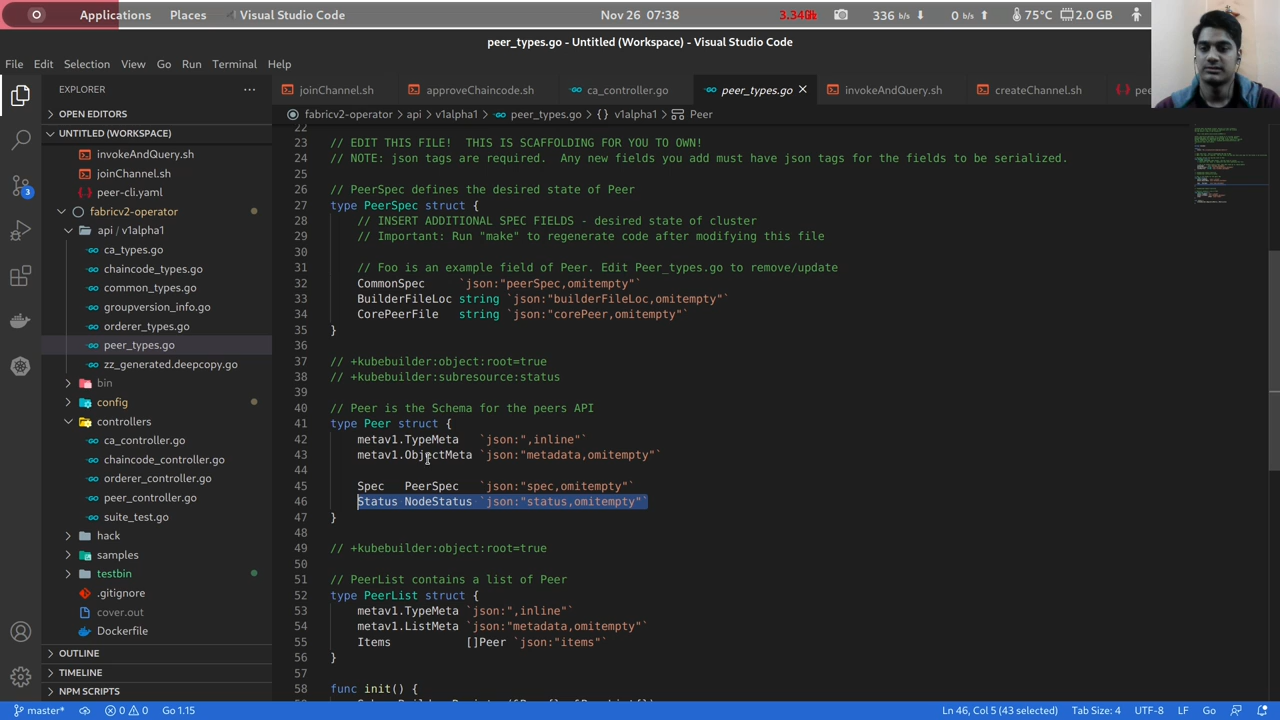 Applications Places Visual Studio Code Nov 26 07:38 336 b/s 0 b/s 75°C 2.0 GB
peer_types.go - Untitled (Workspace) - Visual Studio Code
File Edit Selection View Go Run Terminal Help
EXPLORER
joinChannel.sh approveChaincode.sh ca_controller.go peer_types.go invokeAndQuery.sh createChannel.sh
OPEN EDITORS
UNTITLED (WORKSPACE)
invokeAndQuery.sh
joinChannel.sh
peer-cli.yaml
fabricv2-operator
api / v1alpha1
ca_types.go
chaincode_types.go
common_types.go
groupversion_info.go
orderer_types.go
peer_types.go
zz_generated.deepcopy.go
bin
config
controllers
ca_controller.go
chaincode_controller.go
orderer_controller.go
peer_controller.go
suite_test.go
hack
samples
testbin
.gitignore
cover.out
Dockerfile
OUTLINE
TIMELINE
NPM SCRIPTS
3
fabricv2-operator > api > v1alpha1 > peer_types.go > {} v1alpha1 > Peer
22
23 // EDIT THIS FILE! THIS IS SCAFFOLDING FOR YOU TO OWN!
24 // NOTE: json tags are required. Any new fields you add must have json tags for the fields to be serialized.
25
26 // PeerSpec defines the desired state of Peer
27 type PeerSpec struct {
28 // INSERT ADDITIONAL SPEC FIELDS - desired state of cluster
29 // Important: Run "make" to regenerate code after modifying this file
30
31 // Foo is an example field of Peer. Edit Peer_types.go to remove/update
32 CommonSpec `json:"peerSpec,omitempty"`
33 BuilderFileLoc string `json:"builderFileLoc,omitempty"`
34 CorePeerFile string `json:"corePeer,omitempty"`
35 }
36
37 // +kubebuilder:object:root=true
38 // +kubebuilder:subresource:status
39
40 // Peer is the Schema for the peers API
41 type Peer struct {
42 metav1.TypeMeta `json:",inline"`
43 metav1.ObjectMeta `json:"metadata,omitempty"`
44
45 Spec PeerSpec `json:"spec,omitempty"`
46 Status NodeStatus `json:"status,omitempty"`
47 }
48
49 // +kubebuilder:object:root=true
50
51 // PeerList contains a list of Peer
52 type PeerList struct {
53 metav1.TypeMeta `json:",inline"`
54 metav1.ListMeta `json:"metadata,omitempty"`
55 Items []Peer `json:"items"`
56 }
57
58 func init() {
master* 0 0 Go 1.15 Ln 46, Col 5 (43 selected) Tab Size: 4 UTF-8 LF Go